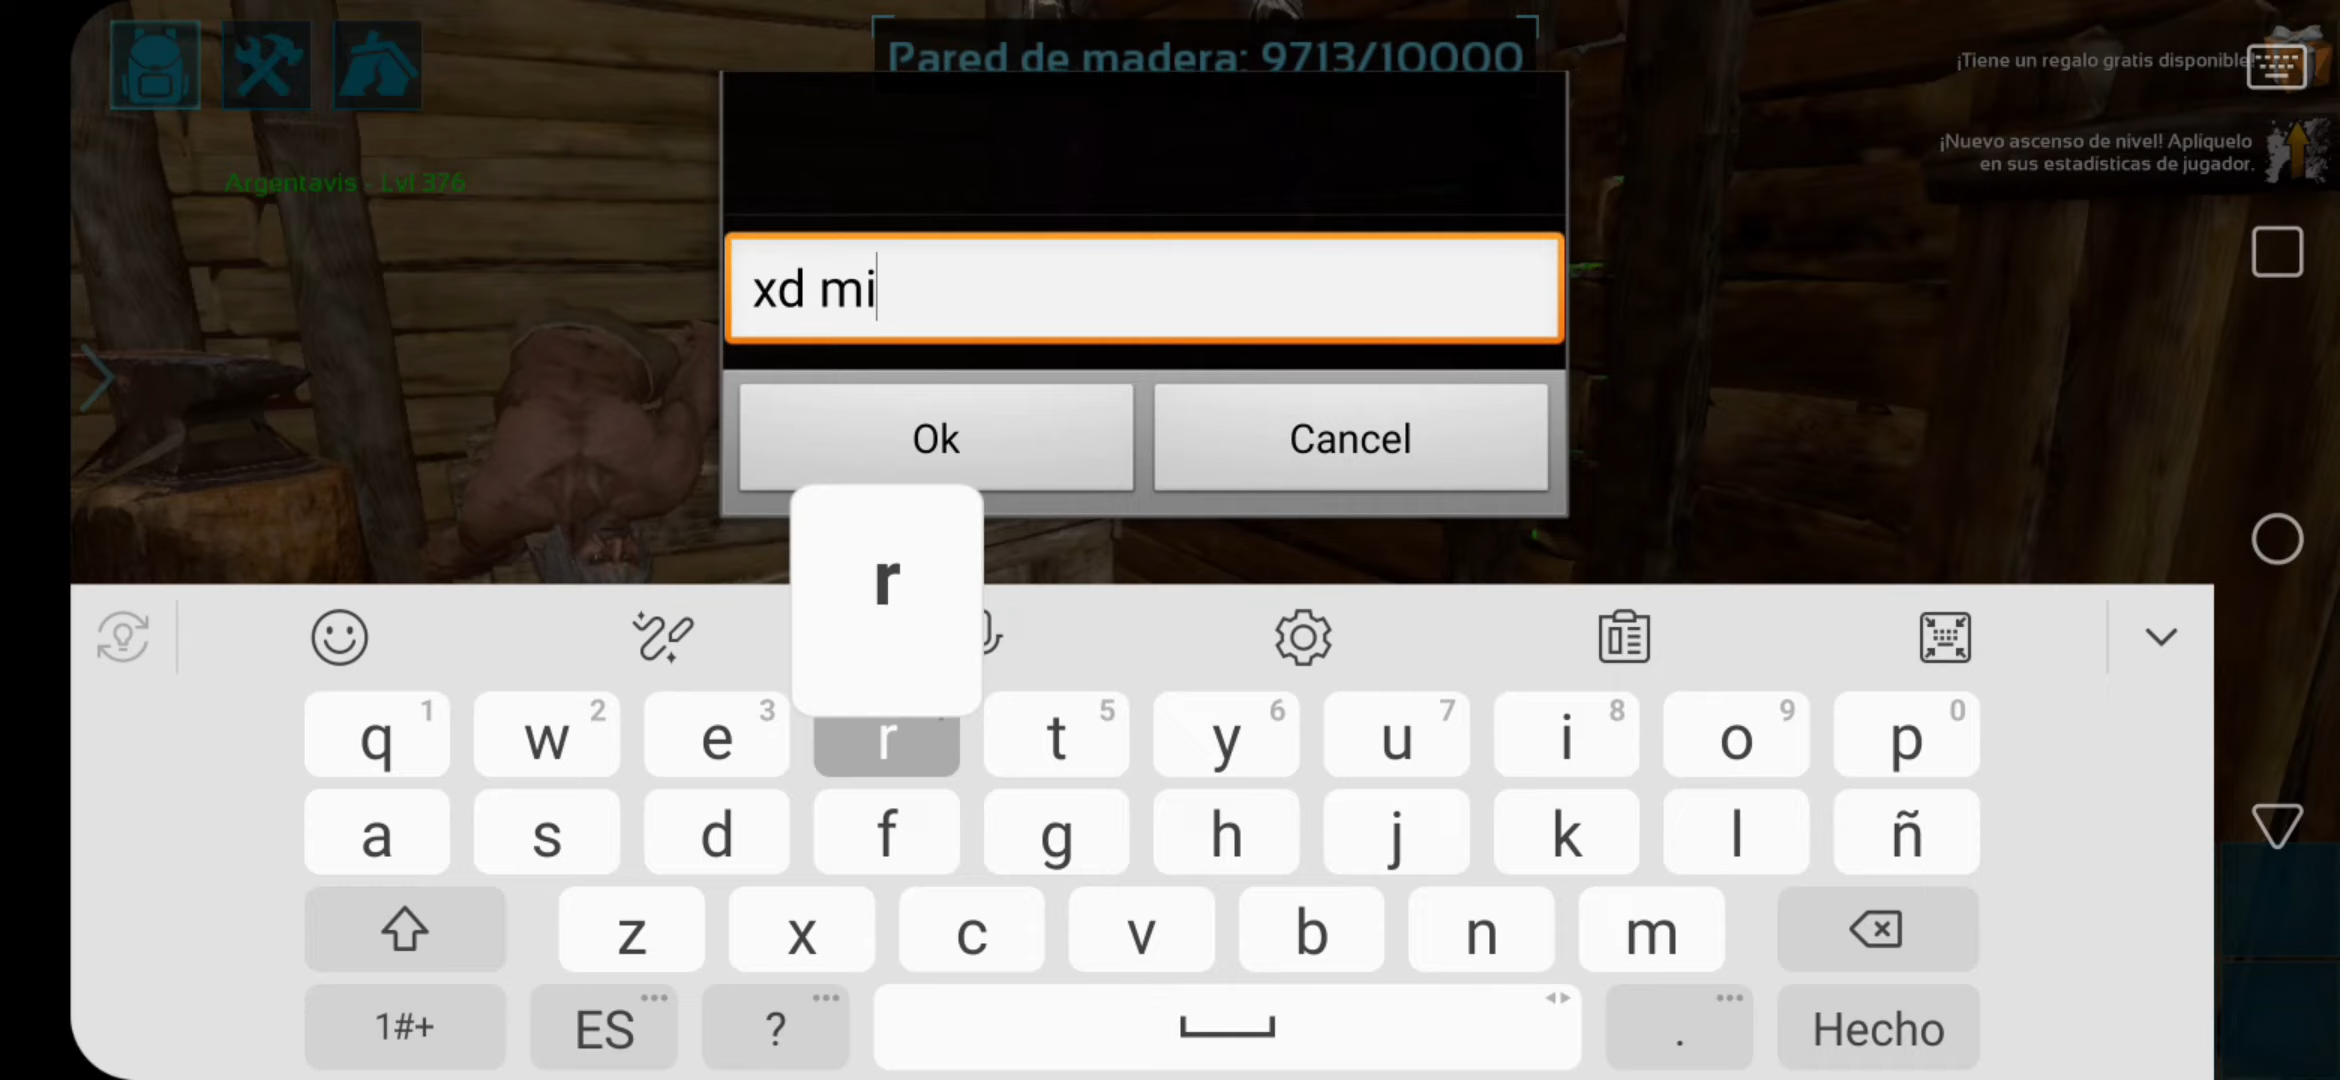 Pared de madera: 9713/10000
¡Tiene un regalo gratis disponible!
¡Nuevo ascenso de nivel! Aplíquelo
en sus estadísticas de jugador.
Argentavis - Lvl 376
xd mi
Ok
Cancel
r
q 1 w 2 e 3 r t 5 y 6 u 7 i 8 o 9 p 0
a s d f g h j k l ñ
z x c v b n m
1#+ ES ? . Hecho